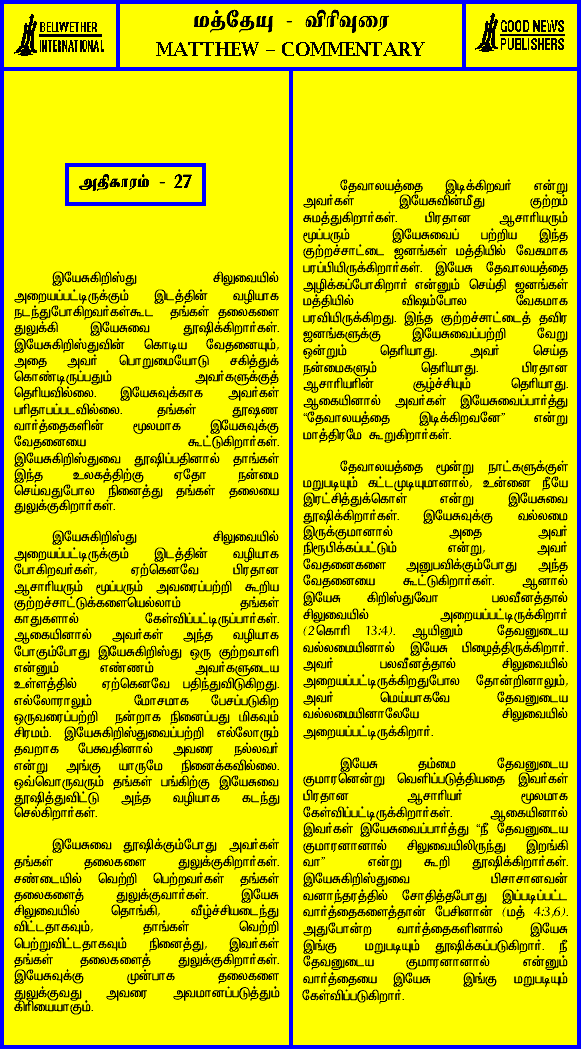 BELLWETHER
INTERNATIONAL
மத்தேயு - விரிவுரை
MATTHEW – COMMENTARY
GOOD NEWS
PUBLISHERS
அதிகாரம் - 27
இயேசுகிறிஸ்து சிலுவையில்
அறையப்பட்டிருக்கும் இடத்தின் வழியாக
நடந்துபோகிறவர்கள்கூட தங்கள் தலைகளை
துலுக்கி இயேசுவை தூஷிக்கிறார்கள்.
இயேசுகிறிஸ்துவின் கொடிய வேதனையும்,
அதை அவர் பொறுமையோடு சகித்துக்
கொண்டிருப்பதும் அவர்களுக்குத்
தெரியவில்லை. இயேசுவுக்காக அவர்கள்
பரிதாபப்படவில்லை. தங்கள் தூஷண
வார்த்தைகளின் மூலமாக இயேசுவுக்கு
வேதனையை கூட்டுகிறார்கள்.
இயேசுகிறிஸ்துவை தூஷிப்பதினால் தாங்கள்
இந்த உலகத்திற்கு ஏதோ நன்மை
செய்வதுபோல நினைத்து தங்கள் தலையை
துலுக்குகிறார்கள்.
இயேசுகிறிஸ்து சிலுவையில்
அறையப்பட்டிருக்கும் இடத்தின் வழியாக
போகிறவர்கள், ஏற்கெனவே பிரதான
ஆசாரியரும் மூப்பரும் அவரைப்பற்றி கூறிய
குற்றச்சாட்டுக்களையெல்லாம் தங்கள்
காதுகளால் கேள்விப்பட்டிருப்பார்கள்.
ஆகையினால் அவர்கள் அந்த வழியாக
போகும்போது இயேசுகிறிஸ்து ஒரு குற்றவாளி
என்னும் எண்ணம் அவர்களுடைய
உள்ளத்தில் ஏற்கெனவே பதிந்துவிடுகிறது.
எல்லோராலும் மோசமாக பேசப்படுகிற
ஒருவரைப்பற்றி நன்றாக நினைப்பது மிகவும்
சிரமம். இயேசுகிறிஸ்துவைப்பற்றி எல்லோரும்
தவறாக பேசுவதினால் அவரை நல்லவர்
என்று அங்கு யாருமே நினைக்கவில்லை.
ஒவ்வொருவரும் தங்கள் பங்கிற்கு இயேசுவை
தூஷித்துவிட்டு அந்த வழியாக கடந்து
செல்கிறார்கள்.
இயேசுவை தூஷிக்கும்போது அவர்கள்
தங்கள் தலைகளை துலுக்குகிறார்கள்.
சண்டையில் வெற்றி பெற்றவர்கள் தங்கள்
தலைகளைத் துலுக்குவார்கள். இயேசு
சிலுவையில் தொங்கி, வீழ்ச்சியடைந்து
விட்டதாகவும், தாங்கள் வெற்றி
பெற்றுவிட்டதாகவும் நினைத்து, இவர்கள்
தங்கள் தலைகளைத் துலுக்குகிறார்கள்.
இயேசுவுக்கு முன்பாக தலைகளை
துலுக்குவது அவரை அவமானப்படுத்தும்
கிரியையாகும்.
தேவாலயத்தை இடிக்கிறவர் என்று
அவர்கள் இயேசுவின்மீது குற்றம்
சுமத்துகிறார்கள். பிரதான ஆசாரியரும்
மூப்பரும் இயேசுவைப் பற்றிய இந்த
குற்றச்சாட்டை ஜனங்கள் மத்தியில் வேகமாக
பரப்பியிருக்கிறார்கள். இயேசு தேவாலயத்தை
அழிக்கப்போகிறார் என்னும் செய்தி ஜனங்கள்
மத்தியில் விஷம்போல வேகமாக
பரவியிருக்கிறது. இந்த குற்றச்சாட்டைத் தவிர
ஜனங்களுக்கு இயேசுவைப்பற்றி வேறு
ஒன்றும் தெரியாது. அவர் செய்த
நன்மைகளும் தெரியாது. பிரதான
ஆசாரியரின் சூழ்ச்சியும் தெரியாது.
ஆகையினால் அவர்கள் இயேசுவைப்பார்த்து
“தேவாலயத்தை இடிக்கிறவனே” என்று
மாத்திரமே கூறுகிறார்கள்.
தேவாலயத்தை மூன்று நாட்களுக்குள்
மறுபடியும் கட்டமுடியுமானால், உன்னை நீயே
இரட்சித்துக்கொள் என்று இயேசுவை
தூஷிக்கிறார்கள். இயேசுவுக்கு வல்லமை
இருக்குமானால் அதை அவர்
நிரூபிக்கப்பட்டும் என்று, அவர்
வேதனைகளை அனுபவிக்கும்போது அந்த
வேதனையை கூட்டுகிறார்கள். ஆனால்
இயேசு கிறிஸ்துவோ பலவீனத்தால்
சிலுவையில் அறையப்பட்டிருக்கிறார்
(2கொரி 13:4). ஆயினும் தேவனுடைய
வல்லமையினால் இயேசு பிழைத்திருக்கிறார்.
அவர் பலவீனத்தால் சிலுவையில்
அறையப்பட்டிருக்கிறதுபோல தோன்றினாலும்,
அவர் மெய்யாகவே தேவனுடைய
வல்லமையினாலேயே சிலுவையில்
அறையப்பட்டிருக்கிறார்.
இயேசு தம்மை தேவனுடைய
குமாரனென்று வெளிப்படுத்தியதை இவர்கள்
பிரதான ஆசாரியர் மூலமாக
கேள்விப்பட்டிருக்கிறார்கள். ஆகையினால்
இவர்கள் இயேசுவைப்பார்த்து “நீ தேவனுடைய
குமாரனானால் சிலுவையிலிருந்து இறங்கி
வா” என்று கூறி தூஷிக்கிறார்கள்.
இயேசுகிறிஸ்துவை பிசாசானவன்
வனாந்தரத்தில் சோதித்தபோது இப்படிப்பட்ட
வார்த்தைகளைத்தான் பேசினான் (மத் 4:3,6).
அதுபோன்ற வார்த்தைகளினால் இயேசு
இங்கு மறுபடியும் தூஷிக்கப்படுகிறார். நீ
தேவனுடைய குமாரனானால் என்னும்
வார்த்தையை இயேசு இங்கு மறுபடியும்
கேள்விப்படுகிறார்.